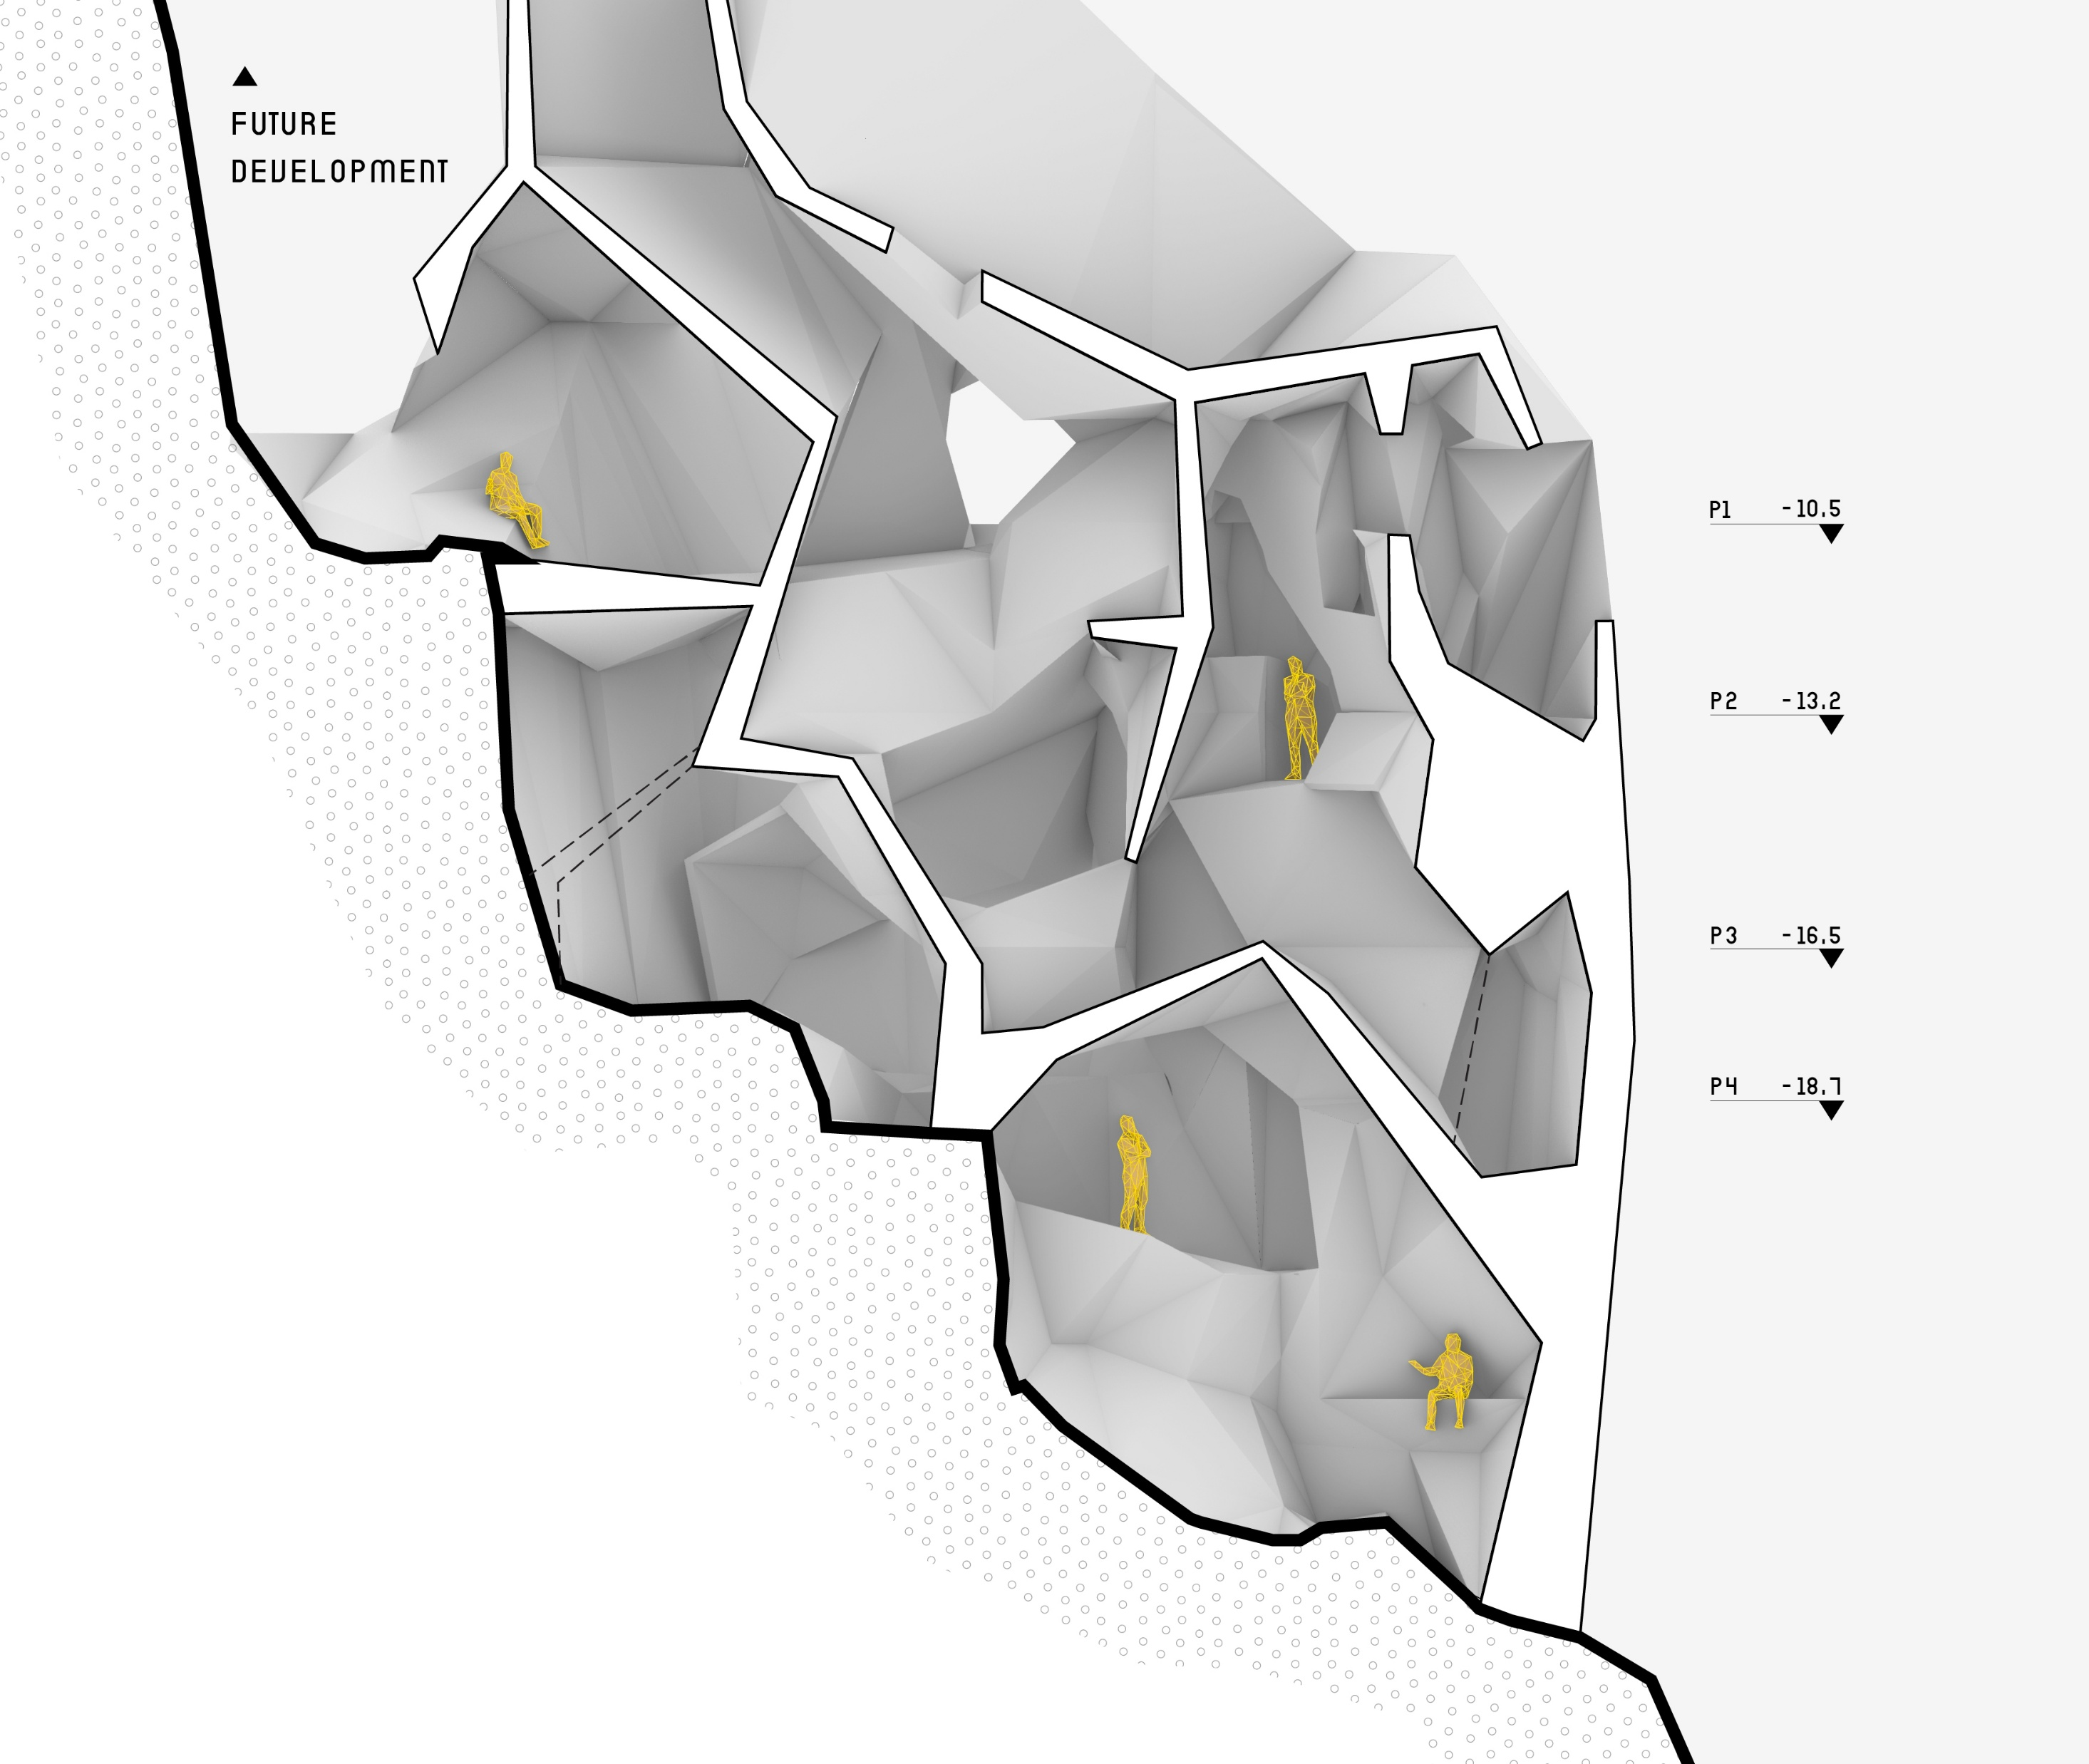 ▲
FUTURE
DEVELOPMENT
P1 -10.5
P2 -13.2
P3 -16.5
P4 -18.7